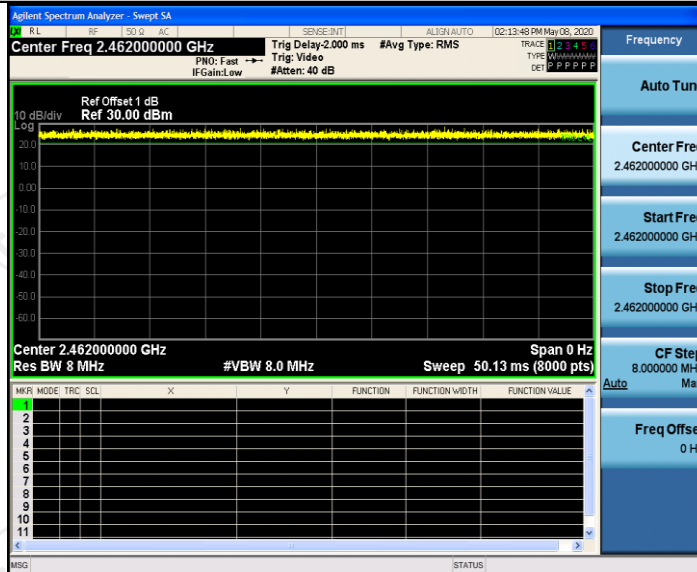 Agilent Spectrum Analyzer - Swept SA
RL RF 50 Ω AC SENSE:INT ALIGN AUTO 02:13:48 PM May 08, 2020
Center Freq 2.462000000 GHz
PNO: Fast
IFGain:Low
Trig Delay-2.000 ms
Trig: Video
#Atten: 40 dB
#Avg Type: RMS
TRACE 1 2 3 4 5 6
TYPE W
DET P P P P P P
10 dB/div
Log
Ref Offset 1 dB
Ref 30.00 dBm
20.0
10.0
0.00
-10.0
-20.0
-30.0
-40.0
-50.0
-60.0
Center 2.462000000 GHz Span 0 Hz
Res BW 8 MHz #VBW 8.0 MHz Sweep 50.13 ms (8000 pts)
MKR MODE TRC SCL X Y FUNCTION FUNCTION WIDTH FUNCTION VALUE
1
2
3
4
5
6
7
8
9
10
11
MSG STATUS
Frequency
Auto Tun
Center Fre
2.462000000 GH
Start Fre
2.462000000 GH
Stop Fre
2.462000000 GH
CF Ste
8.000000 MH
Auto Ma
Freq Offse
0 H